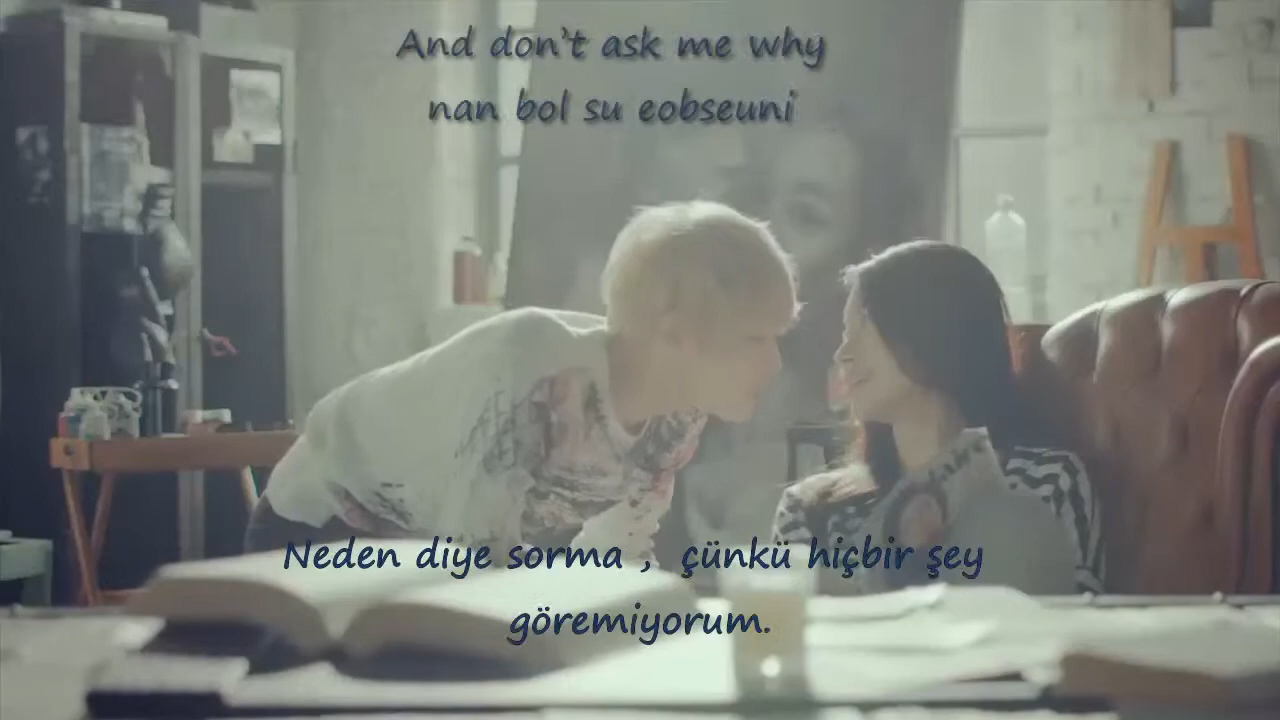 And don't ask me why
nan bol su eobseuni
Neden diye sorma , çünkü hiçbir şey
göremiyorum.